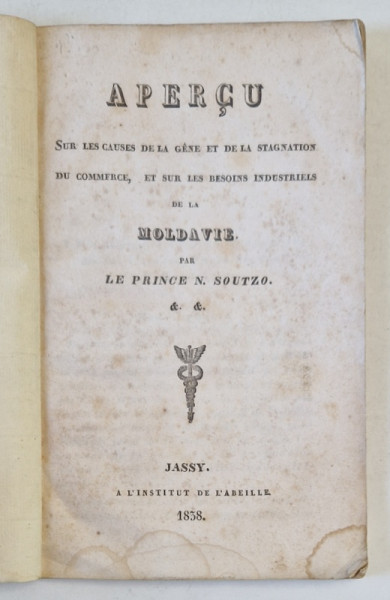 APERÇU
SUR LES CAUSES DE LA GÊNE ET DE LA STAGNATION
DU COMMERCE, ET SUR LES BESOINS INDUSTRIELS
DE LA
MOLDAVIE.
PAR
LE PRINCE N. SOUTZO.
&. &.
JASSY.
A L'INSTITUT DE L'ABEILLE.
1838.